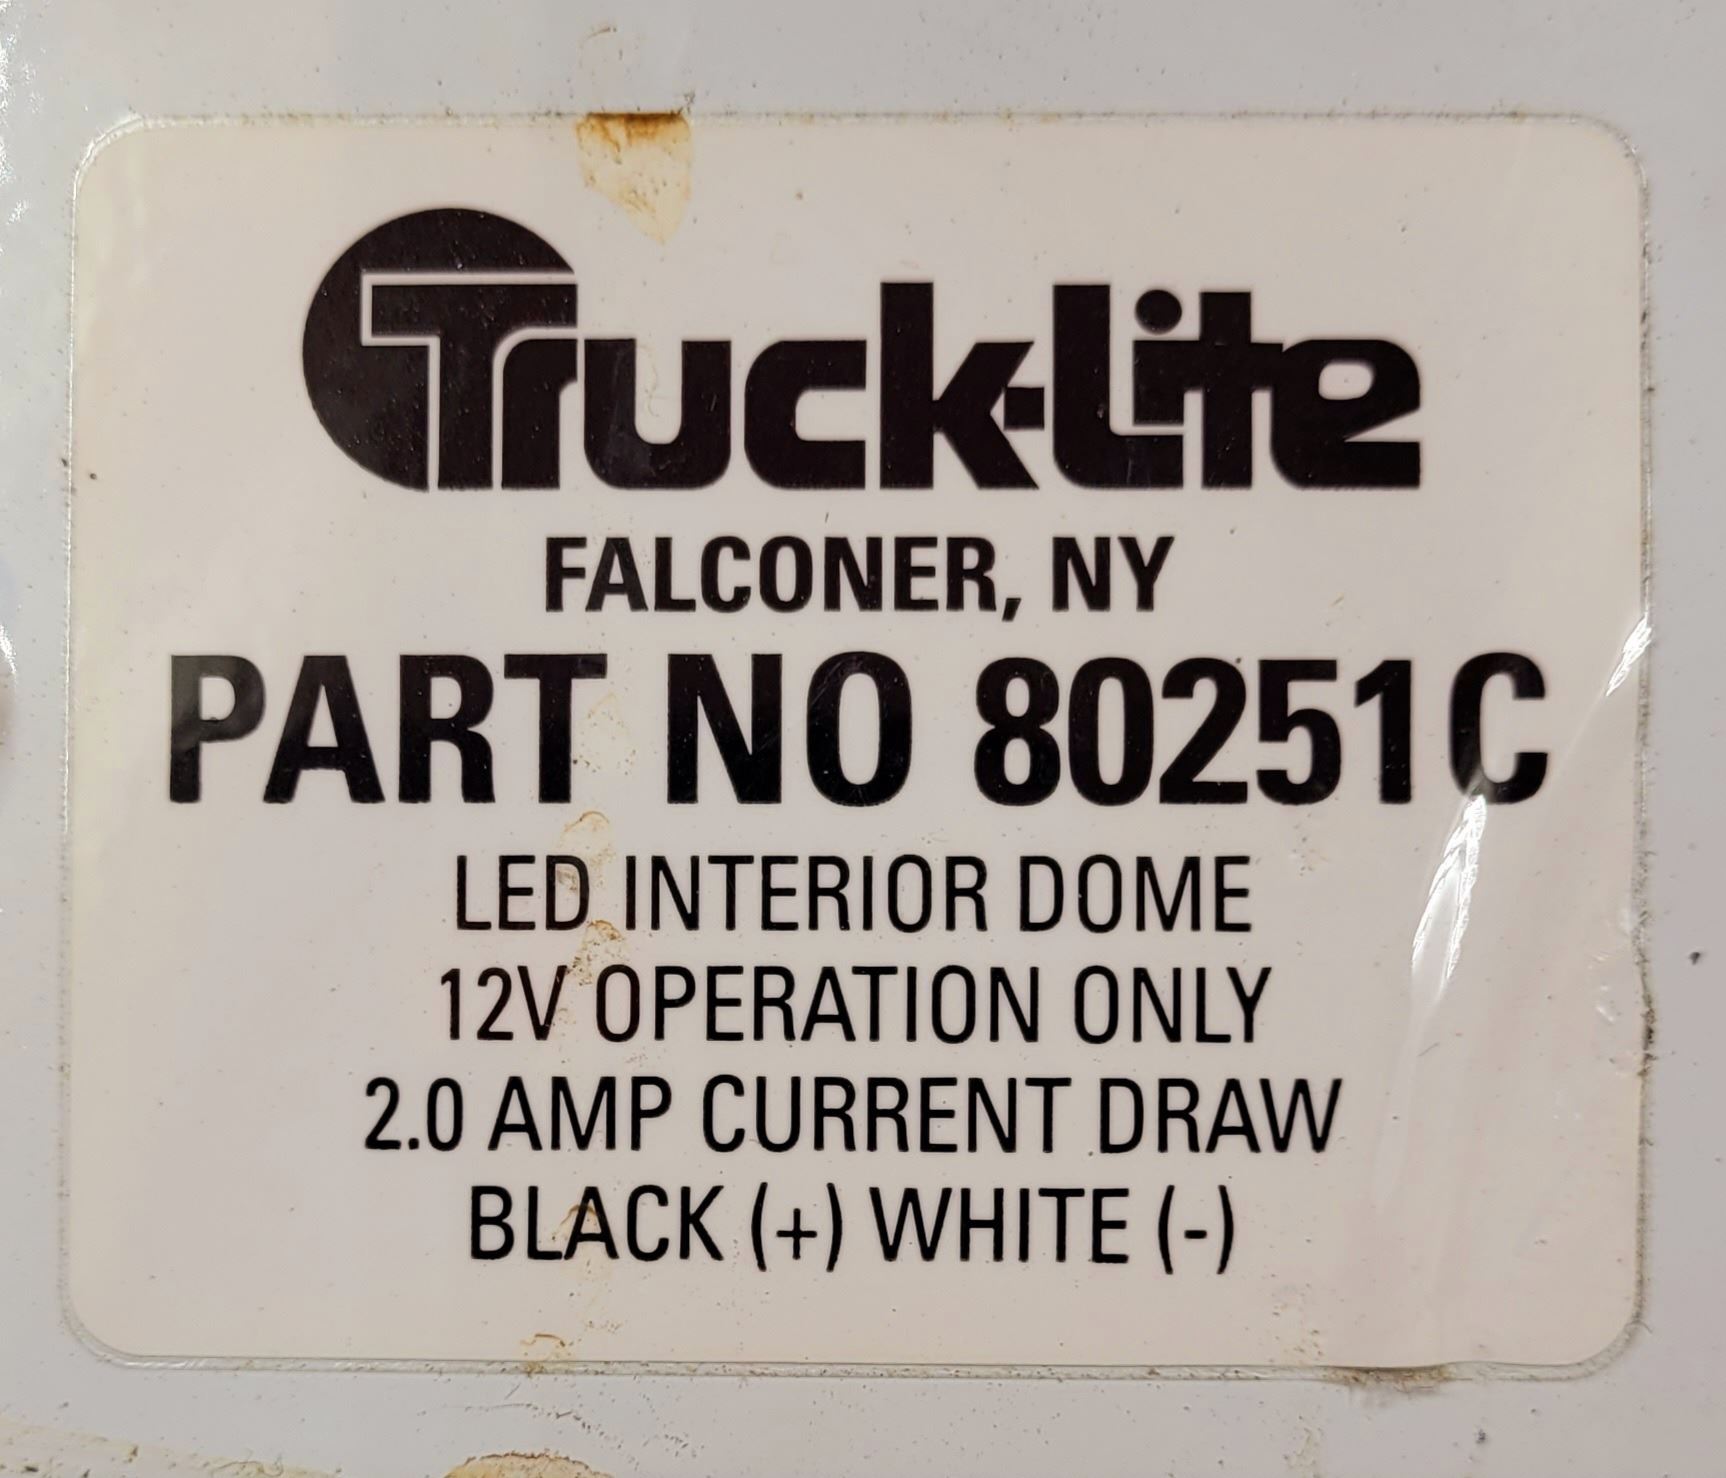 Truck-Lite
FALCONER, NY
PART NO 80251C
LED INTERIOR DOME
12V OPERATION ONLY
2.0 AMP CURRENT DRAW
BLACK (+) WHITE (-)